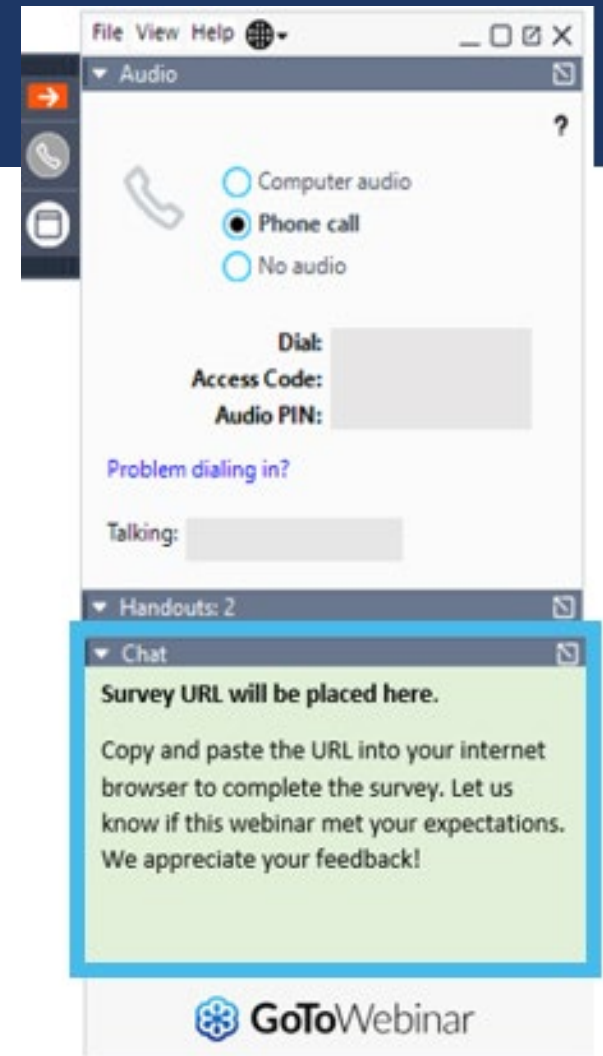 File View Help
Audio
?
Computer audio
Phone call
No audio
Dial:
Access Code:
Audio PIN:
Problem dialing in?
Talking:
Handouts: 2
Chat
Survey URL will be placed here.
Copy and paste the URL into your internet
browser to complete the survey. Let us
know if this webinar met your expectations.
We appreciate your feedback!
GoToWebinar